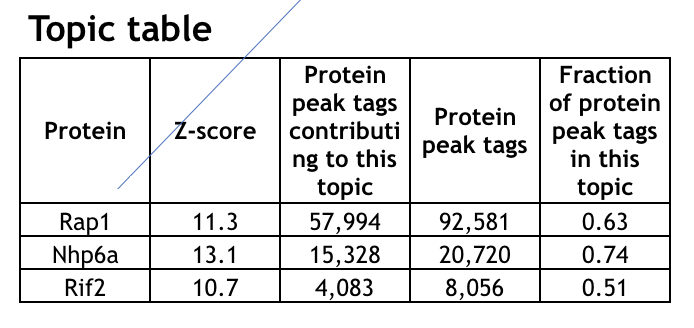 Topic table
Protein
Z-score
Protein
peak tags
contributi
ng to this
topic
Protein
peak tags
Fraction
of protein
peak tags
in this
topic
Rap1 11.3 57,994 92,581 0.63
Nhp6a 13.1 15,328 20,720 0.74
Rif2 10.7 4,083 8,056 0.51